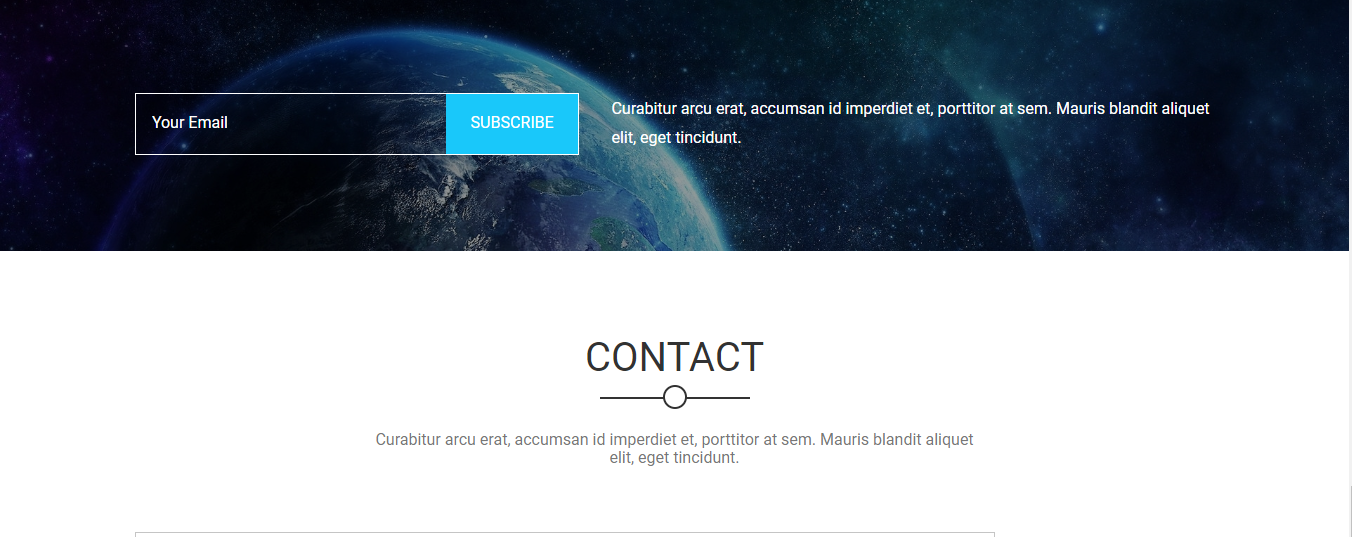 Your Email
SUBSCRIBE
Curabitur arcu erat, accumsan id imperdiet et, porttitor at sem. Mauris blandit aliquet
elit, eget tincidunt.
CONTACT
Curabitur arcu erat, accumsan id imperdiet et, porttitor at sem. Mauris blandit aliquet
elit, eget tincidunt.